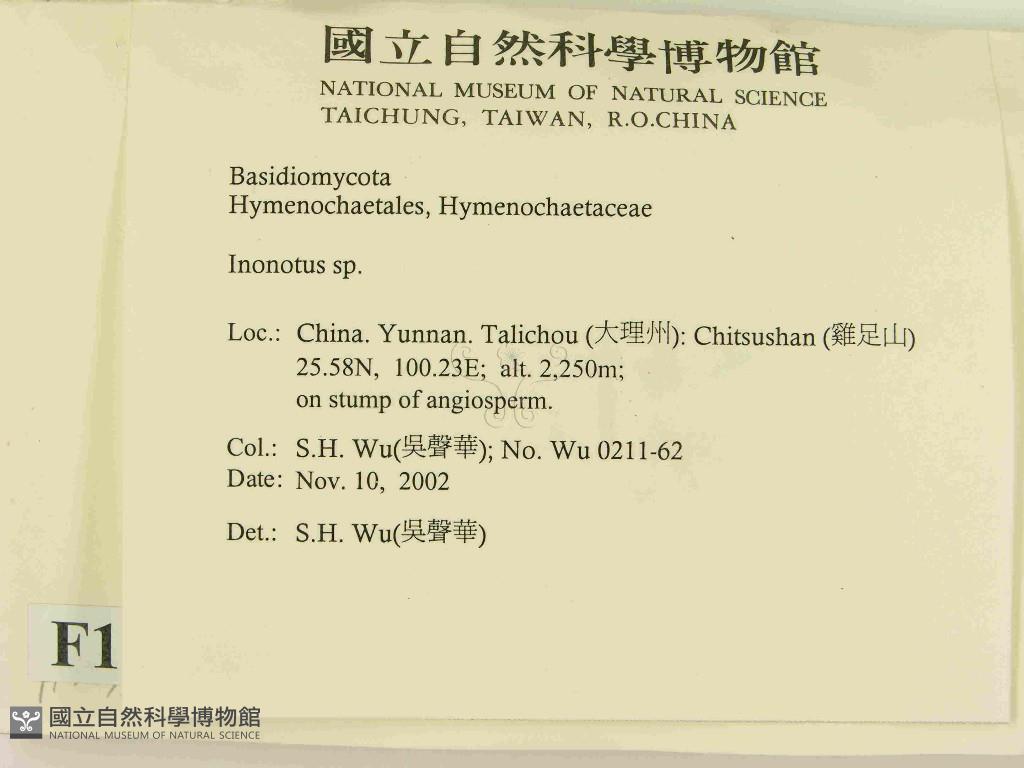 國立自然科學博物館
NATIONAL MUSEUM OF NATURAL SCIENCE
TAICHUNG, TAIWAN, R.O.CHINA
Basidiomycota
Hymenochaetales, Hymenochaetaceae
Inonotus sp.
Loc.: China. Yunnan. Talichou (大理州): Chitsushan (雞足山)
25.58N, 100.23E; alt. 2,250m;
on stump of angiosperm.
Col.: S.H. Wu(吳聲華); No. Wu 0211-62
Date: Nov. 10, 2002
Det.: S.H. Wu(吳聲華)
F1
國立自然科學博物館
NATIONAL MUSEUM OF NATURAL SCIENCE